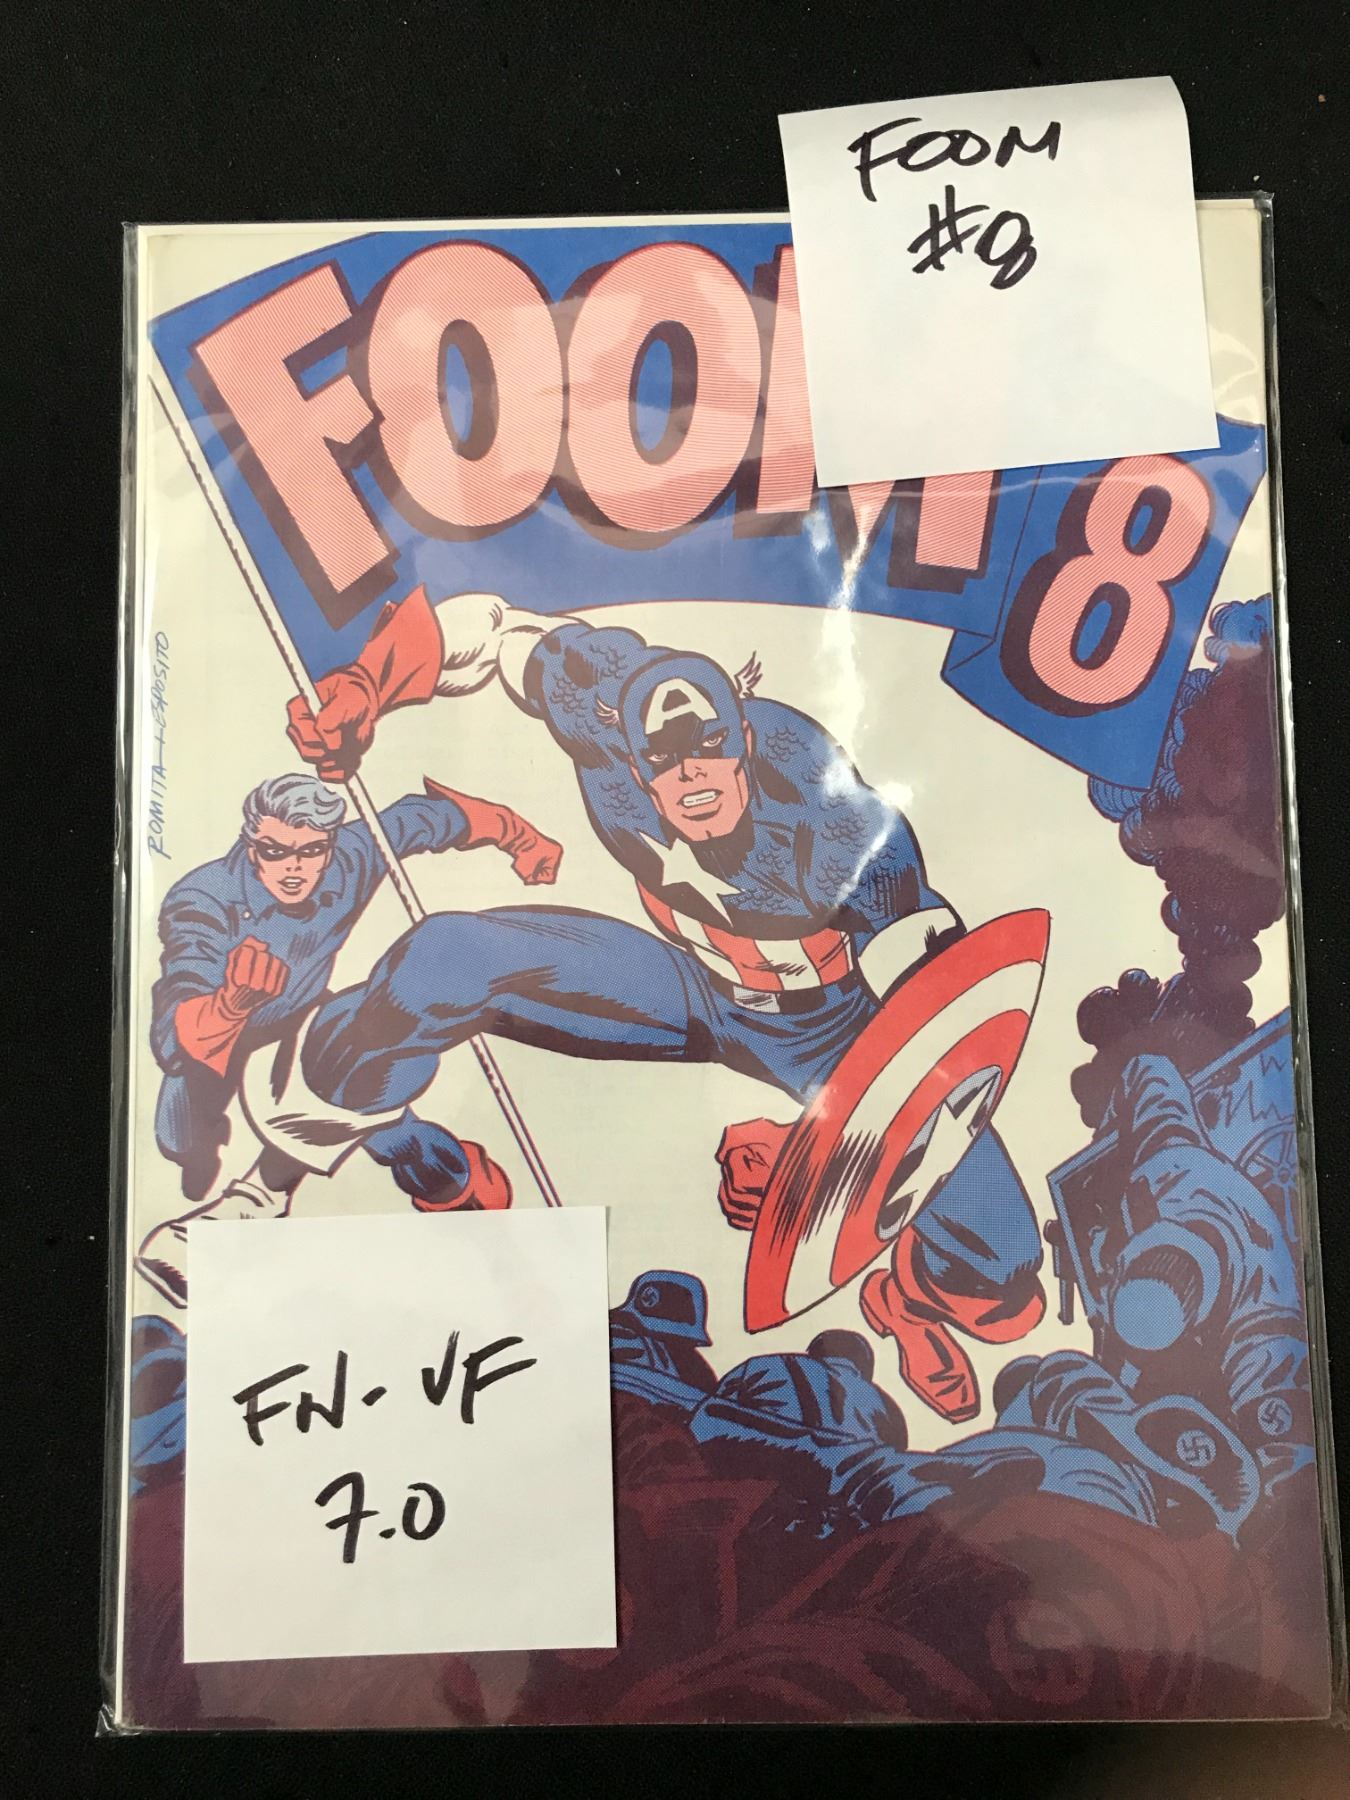 FOOM
#8
FOOM
8
A
ROMITA + ESPOSITO
FN-VF
7.0